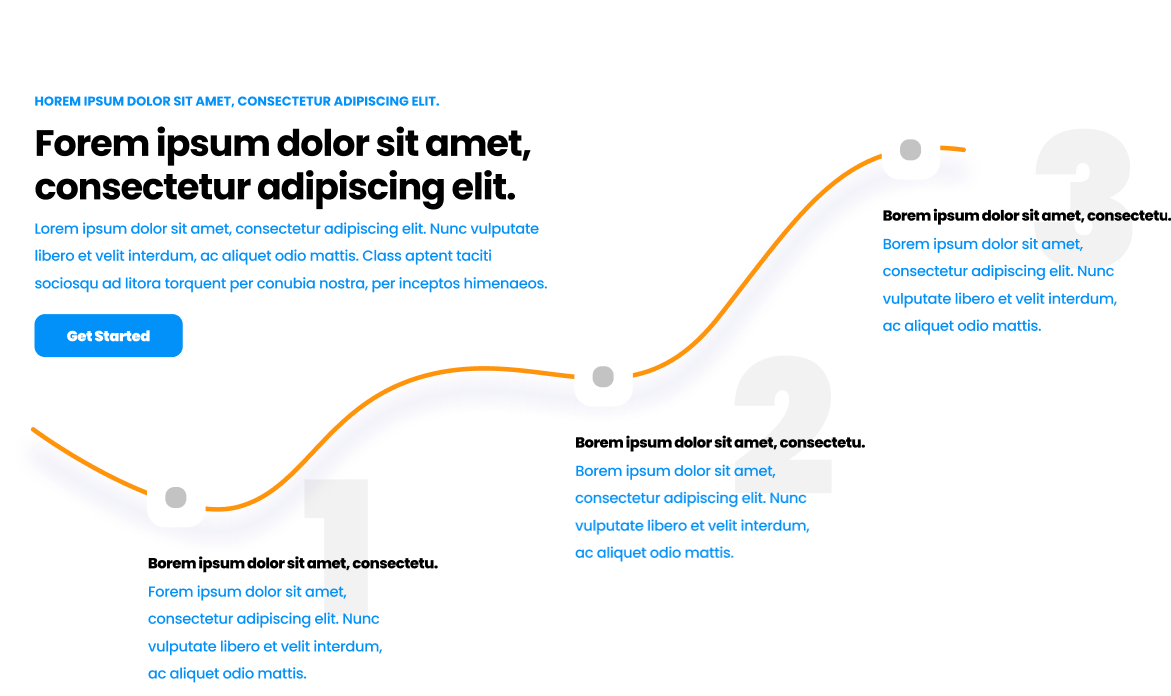 HOREM IPSUM DOLOR SIT AMET, CONSECTETUR ADIPISCING ELIT.
Forem ipsum dolor sit amet,
consectetur adipiscing elit.
Lorem ipsum dolor sit amet, consectetur adipiscing elit. Nunc vulputate
libero et velit interdum, ac aliquet odio mattis. Class aptent taciti
sociosqu ad litora torquent per conubia nostra, per inceptos himenaeos.
Get Started
1
Borem ipsum dolor sit amet, consectetu.
Forem ipsum dolor sit amet,
consectetur adipiscing elit. Nunc
vulputate libero et velit interdum,
ac aliquet odio mattis.
2
Borem ipsum dolor sit amet, consectetu.
Borem ipsum dolor sit amet,
consectetur adipiscing elit. Nunc
vulputate libero et velit interdum,
ac aliquet odio mattis.
3
Borem ipsum dolor sit amet, consectetu.
Borem ipsum dolor sit amet,
consectetur adipiscing elit. Nunc
vulputate libero et velit interdum,
ac aliquet odio mattis.